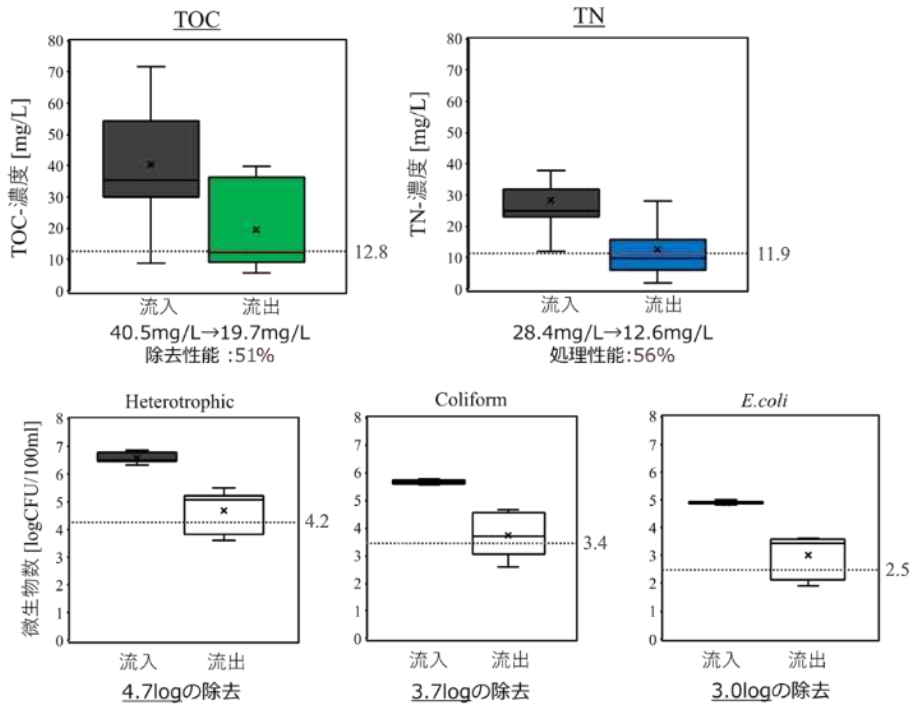 TOC
TN
TOC-濃度 [mg/L]
80
70
60
50
40
30
20
10
0
12.8
流入
流出
40.5mg/L→19.7mg/L
除去性能 :51%
TN-濃度 [mg/L]
80
70
60
50
40
30
20
10
0
11.9
流入
流出
28.4mg/L→12.6mg/L
処理性能:56%
微生物数 [logCFU/100ml]
Heterotrophic
8
7
6
5
4
3
2
1
0
4.2
流入
流出
4.7logの除去
Coliform
8
7
6
5
4
3
2
1
0
3.4
流入
流出
3.7logの除去
E.coli
8
7
6
5
4
3
2
1
0
2.5
流入
流出
3.0logの除去